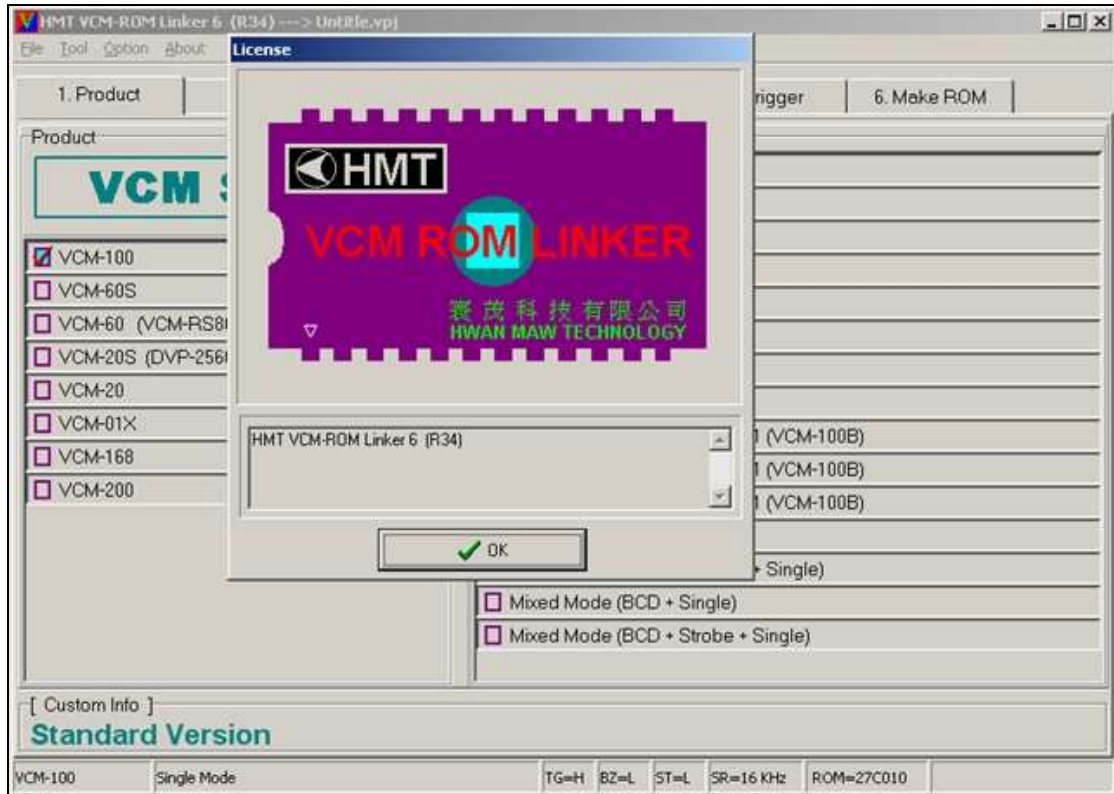 HMT VCM-ROM Linker 6 (R34) ---> Untitle.vpj
File Tool Option About
License
1. Product
rigger
6. Make ROM
Product
VCM S
HMT
VCM ROM LINKER
寰茂科技有限公司
HWAN MAW TECHNOLOGY
VCM-100
VCM-60S
VCM-60 (VCM-RS80
VCM-20S (DVP-256
VCM-20
VCM-01X
VCM-168
VCM-200
HMT VCM-ROM Linker 6 (R34)
OK
1 (VCM-100B)
1 (VCM-100B)
1 (VCM-100B)
+ Single)
Mixed Mode (BCD + Single)
Mixed Mode (BCD + Strobe + Single)
[ Custom Info ]
Standard Version
VCM-100
Single Mode
TG=H
BZ=L
ST=L
SR=16 KHz
ROM=27C010